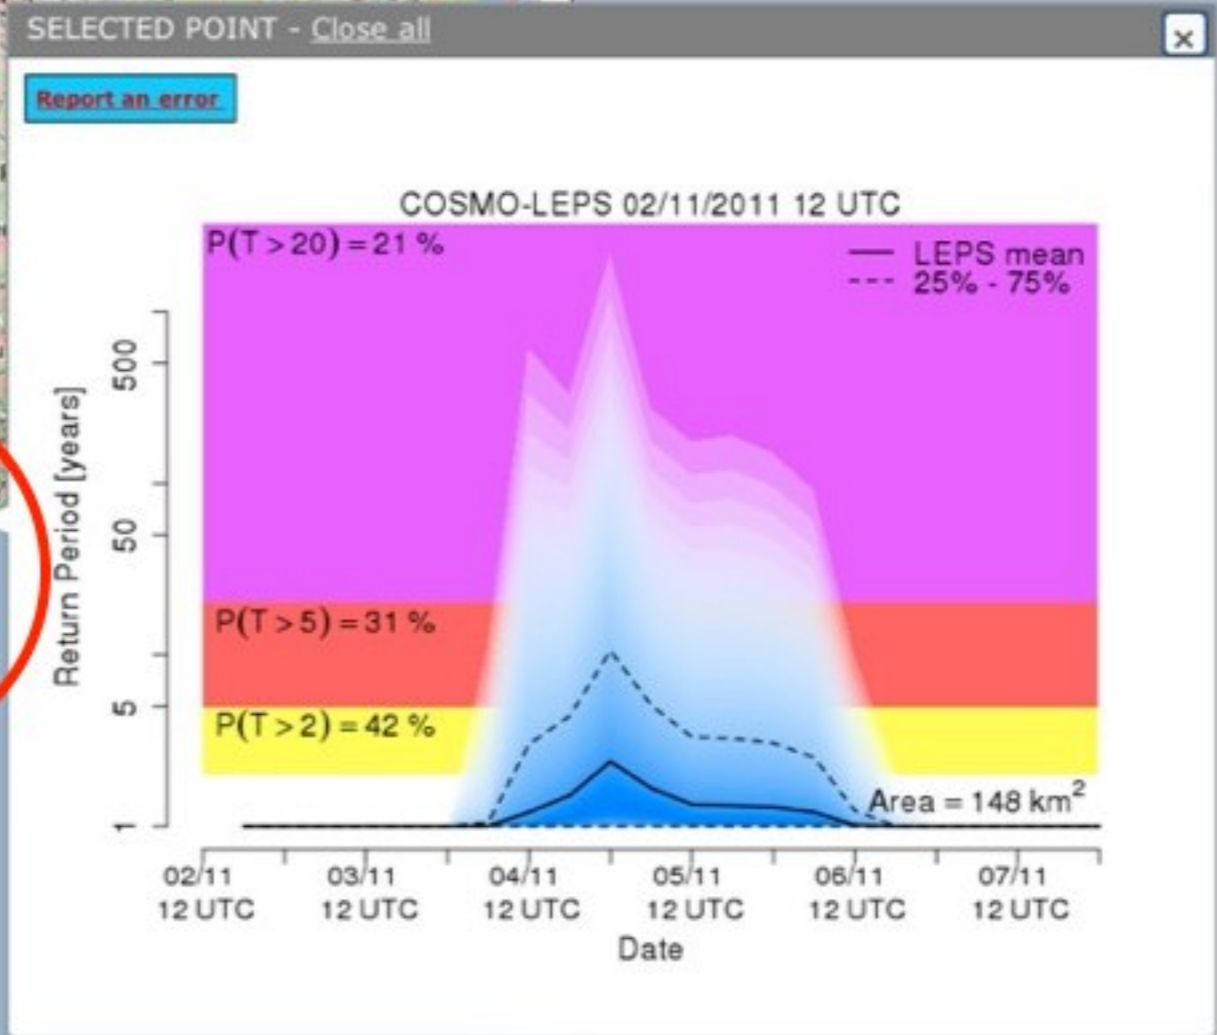 SELECTED POINT - Close all
×
Report an error
COSMO-LEPS 02/11/2011 12 UTC
P(T > 20) = 21 %
LEPS mean
25% - 75%
500
50
5
1
Return Period [years]
P(T > 5) = 31 %
P(T > 2) = 42 %
Area = 148 km²
02/11 03/11 04/11 05/11 06/11 07/11
12 UTC 12 UTC 12 UTC 12 UTC 12 UTC 12 UTC
Date